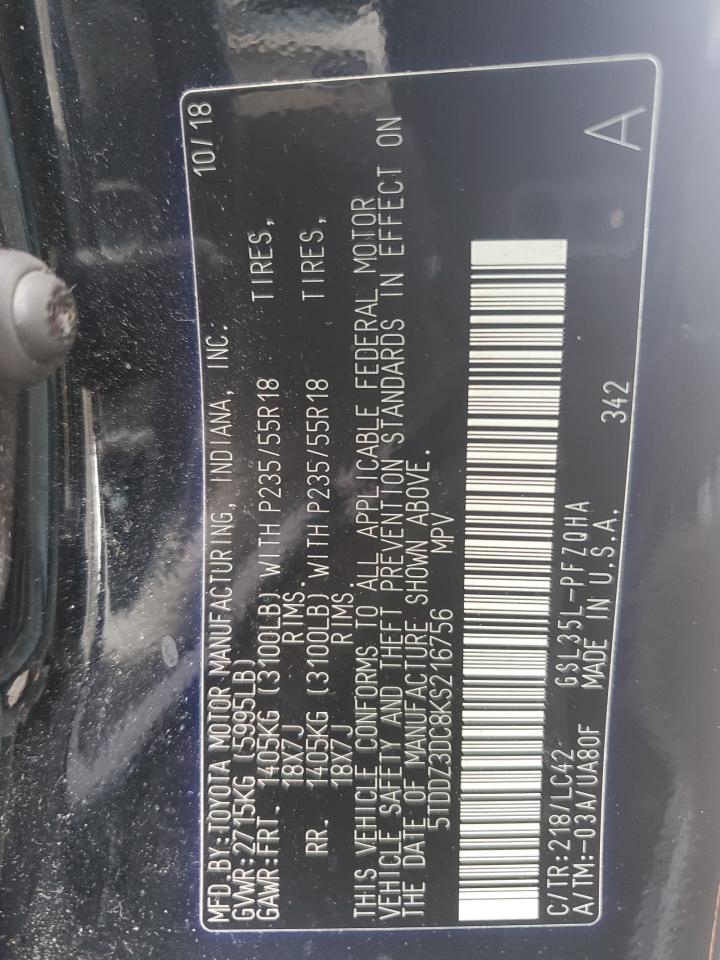 MFD.BY:TOYOTA MOTOR MANUFACTURING, INDIANA, INC. 10/18
GVWR:2715KG (5995LB)
GAWR:FRT. 1405KG (3100LB) WITH P235/55R18 TIRES,
18X7J RIMS.
RR. 1405KG (3100LB) WITH P235/55R18 TIRES,
18X7J RIMS.
THIS VEHICLE CONFORMS TO ALL APPLICABLE FEDERAL MOTOR
VEHICLE SAFETY AND THEFT PREVENTION STANDARDS IN EFFECT ON
THE DATE OF MANUFACTURE SHOWN ABOVE.
5TDDZ3DC8KS216756 MPV
C/TR:218/LC42 GSL35L-PFZQHA
A/TM:-03A/UA80F MADE IN U.S.A. 342
A